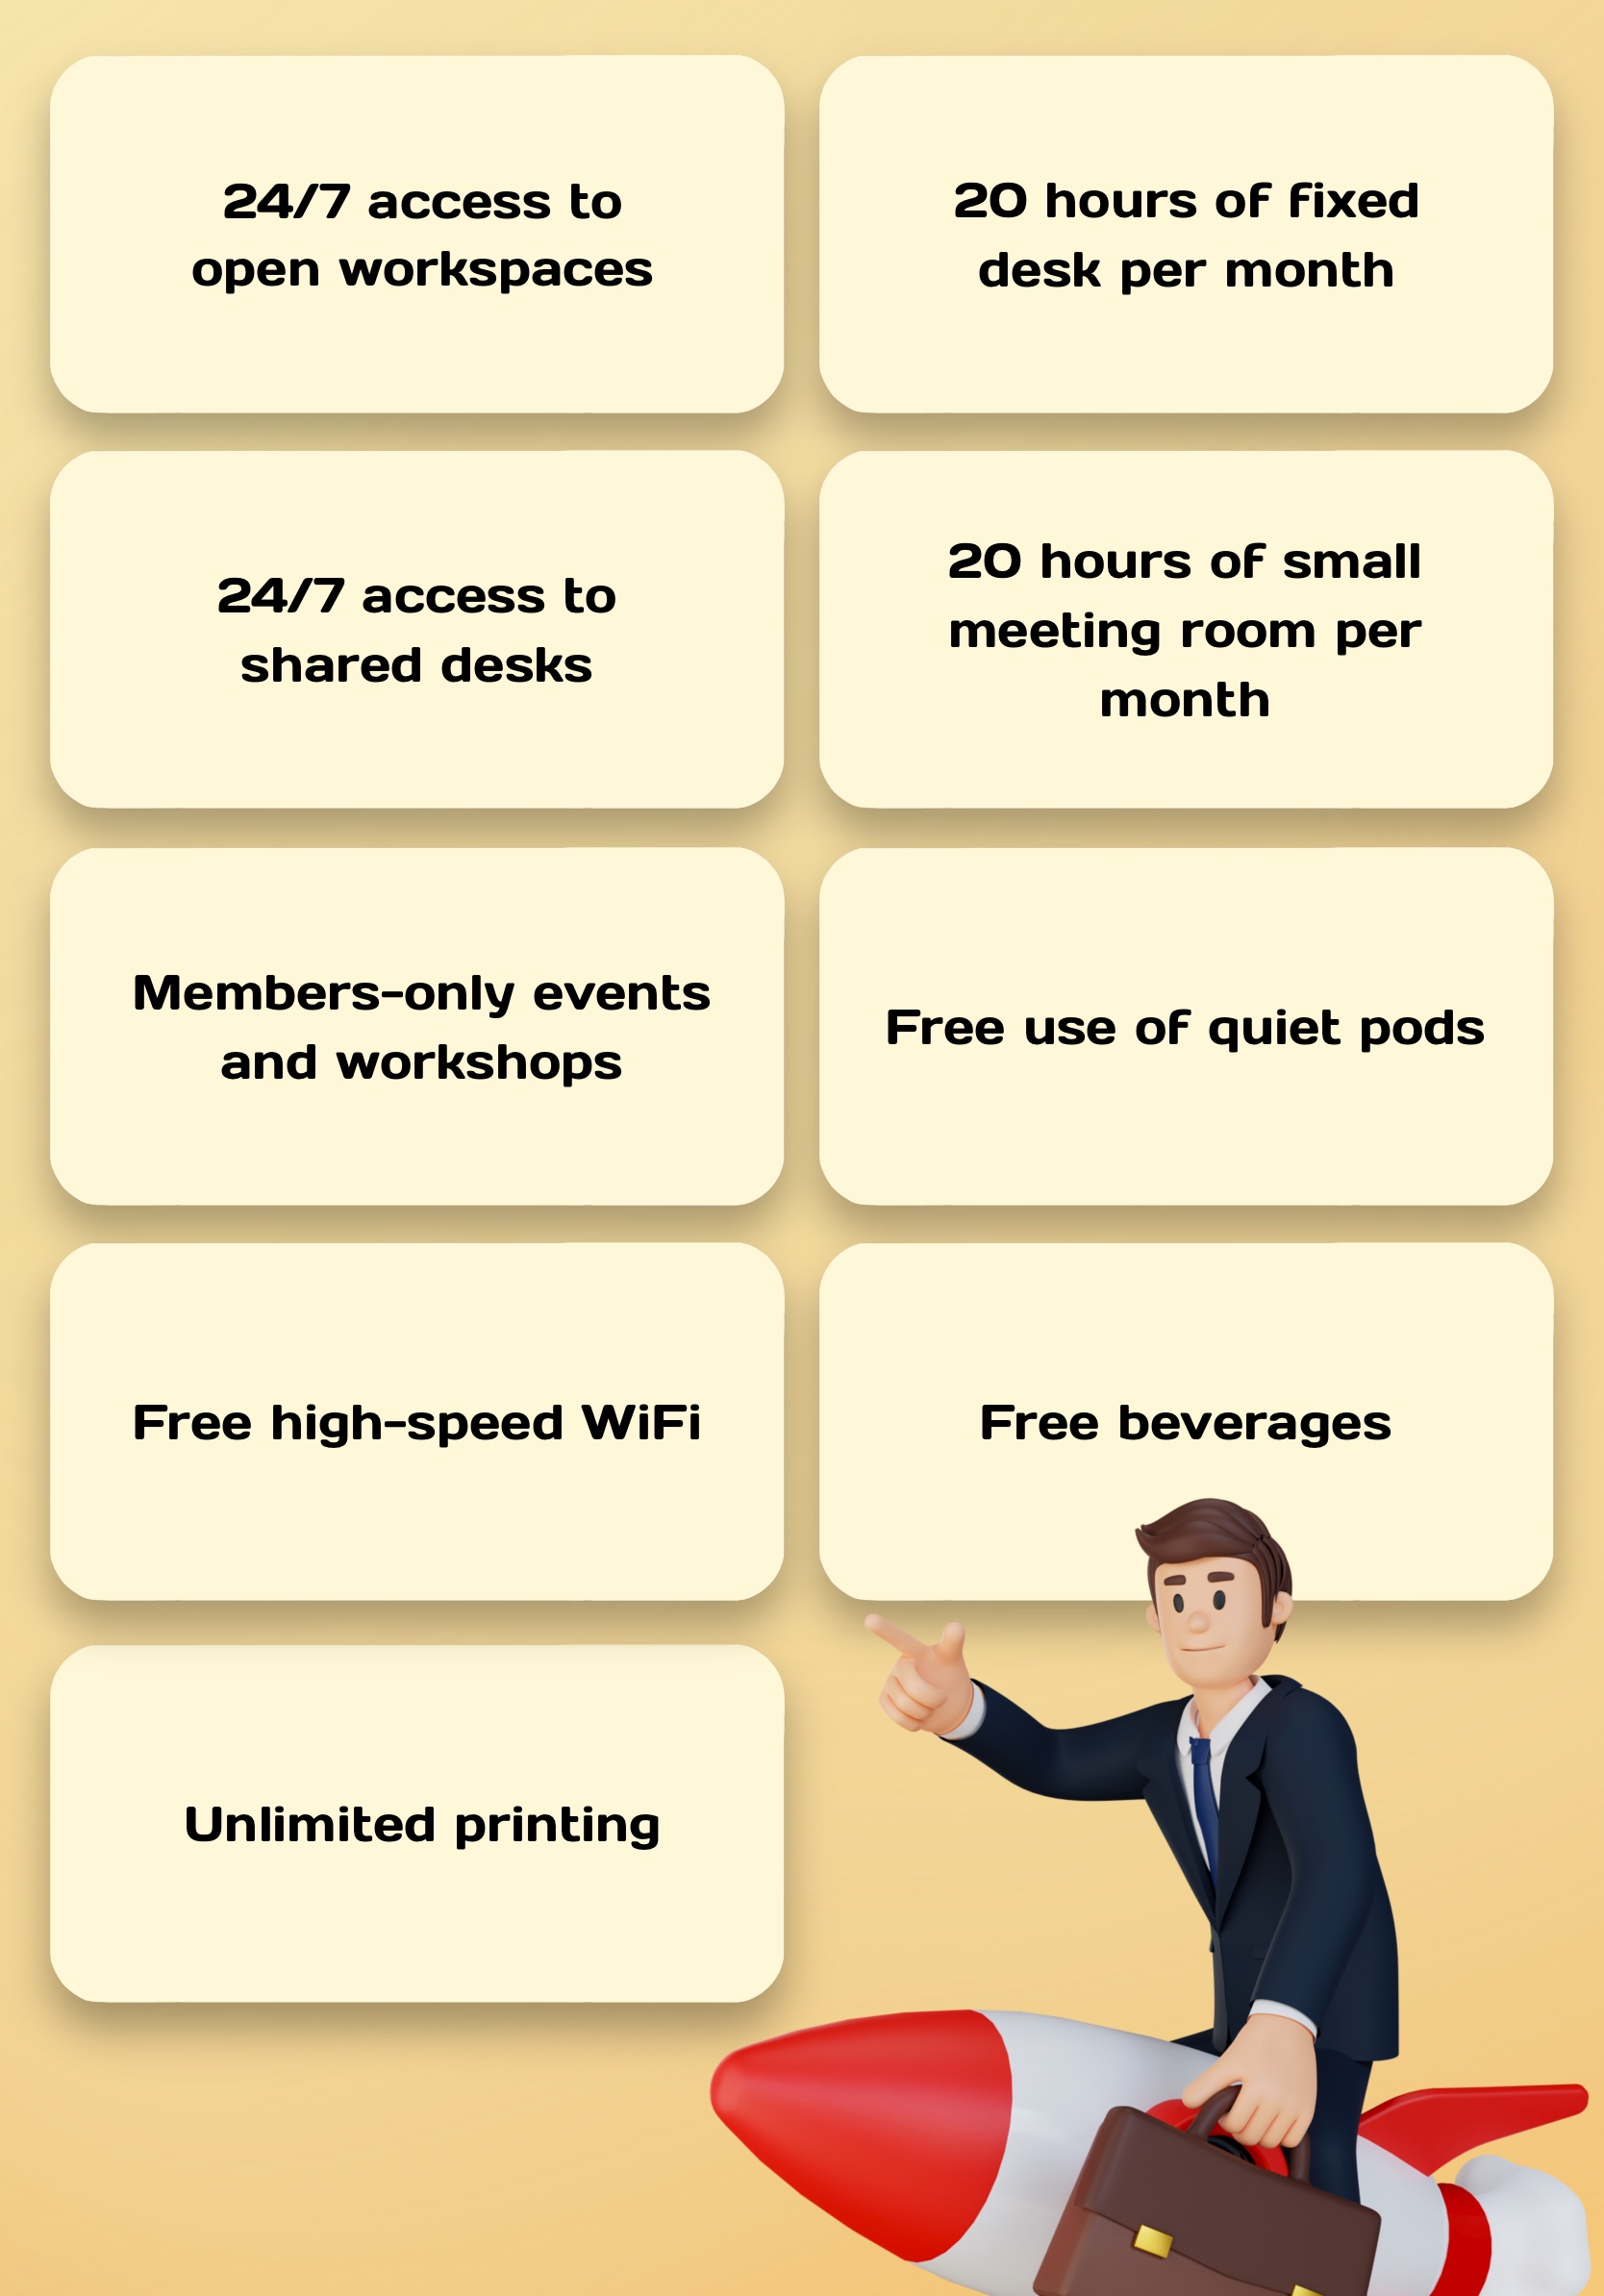 24/7 access to
open workspaces
20 hours of fixed
desk per month
24/7 access to
shared desks
20 hours of small
meeting room per
month
Members-only events
and workshops
Free use of quiet pods
Free high-speed WiFi
Free beverages
Unlimited printing